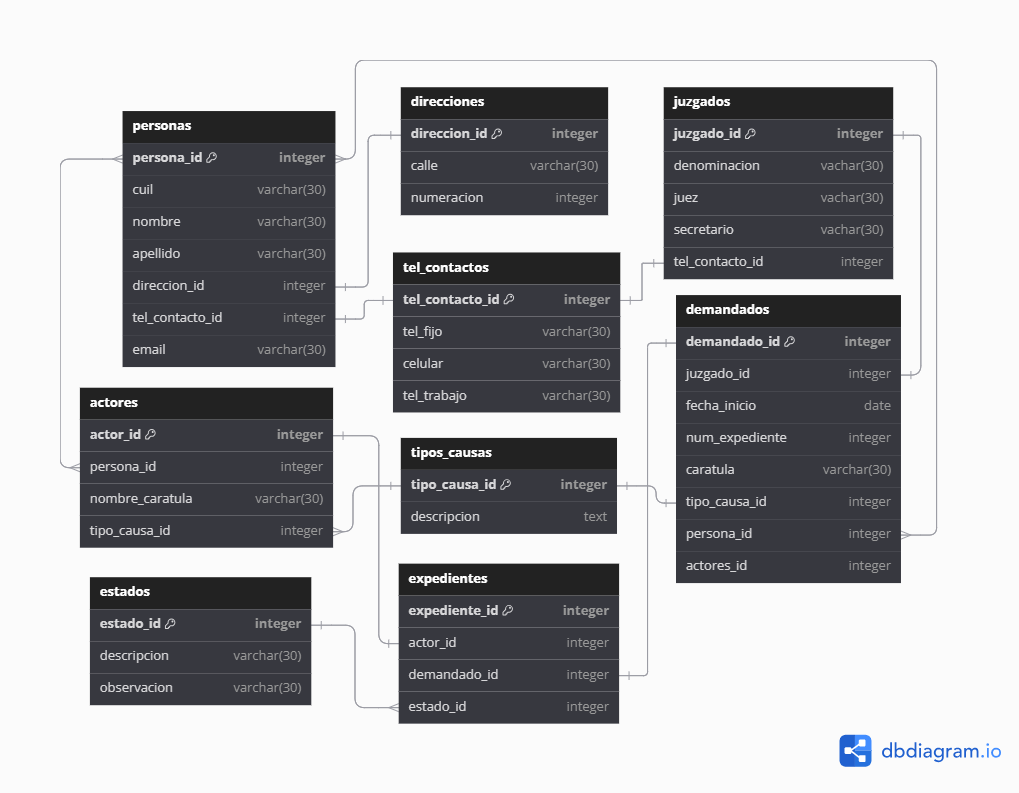 personas
persona_id integer
cuil varchar(30)
nombre varchar(30)
apellido varchar(30)
direccion_id integer
tel_contacto_id integer
email varchar(30)
direcciones
direccion_id integer
calle varchar(30)
numeracion integer
juzgados
juzgado_id integer
denominacion vachar(30)
juez vachar(30)
secretario vachar(30)
tel_contacto_id integer
tel_contactos
tel_contacto_id integer
tel_fijo varchar(30)
celular varchar(30)
tel_trabajo varchar(30)
demandados
demandado_id integer
juzgado_id integer
fecha_inicio date
num_expediente integer
caratula varchar(30)
tipo_causa_id integer
persona_id integer
actores_id integer
actores
actor_id integer
persona_id integer
nombre_caratula varchar(30)
tipo_causa_id integer
tipos_causas
tipo_causa_id integer
descripcion text
estados
estado_id integer
descripcion varchar(30)
observacion varchar(30)
expedientes
expediente_id integer
actor_id integer
demandado_id integer
estado_id integer
dbdiagram.io